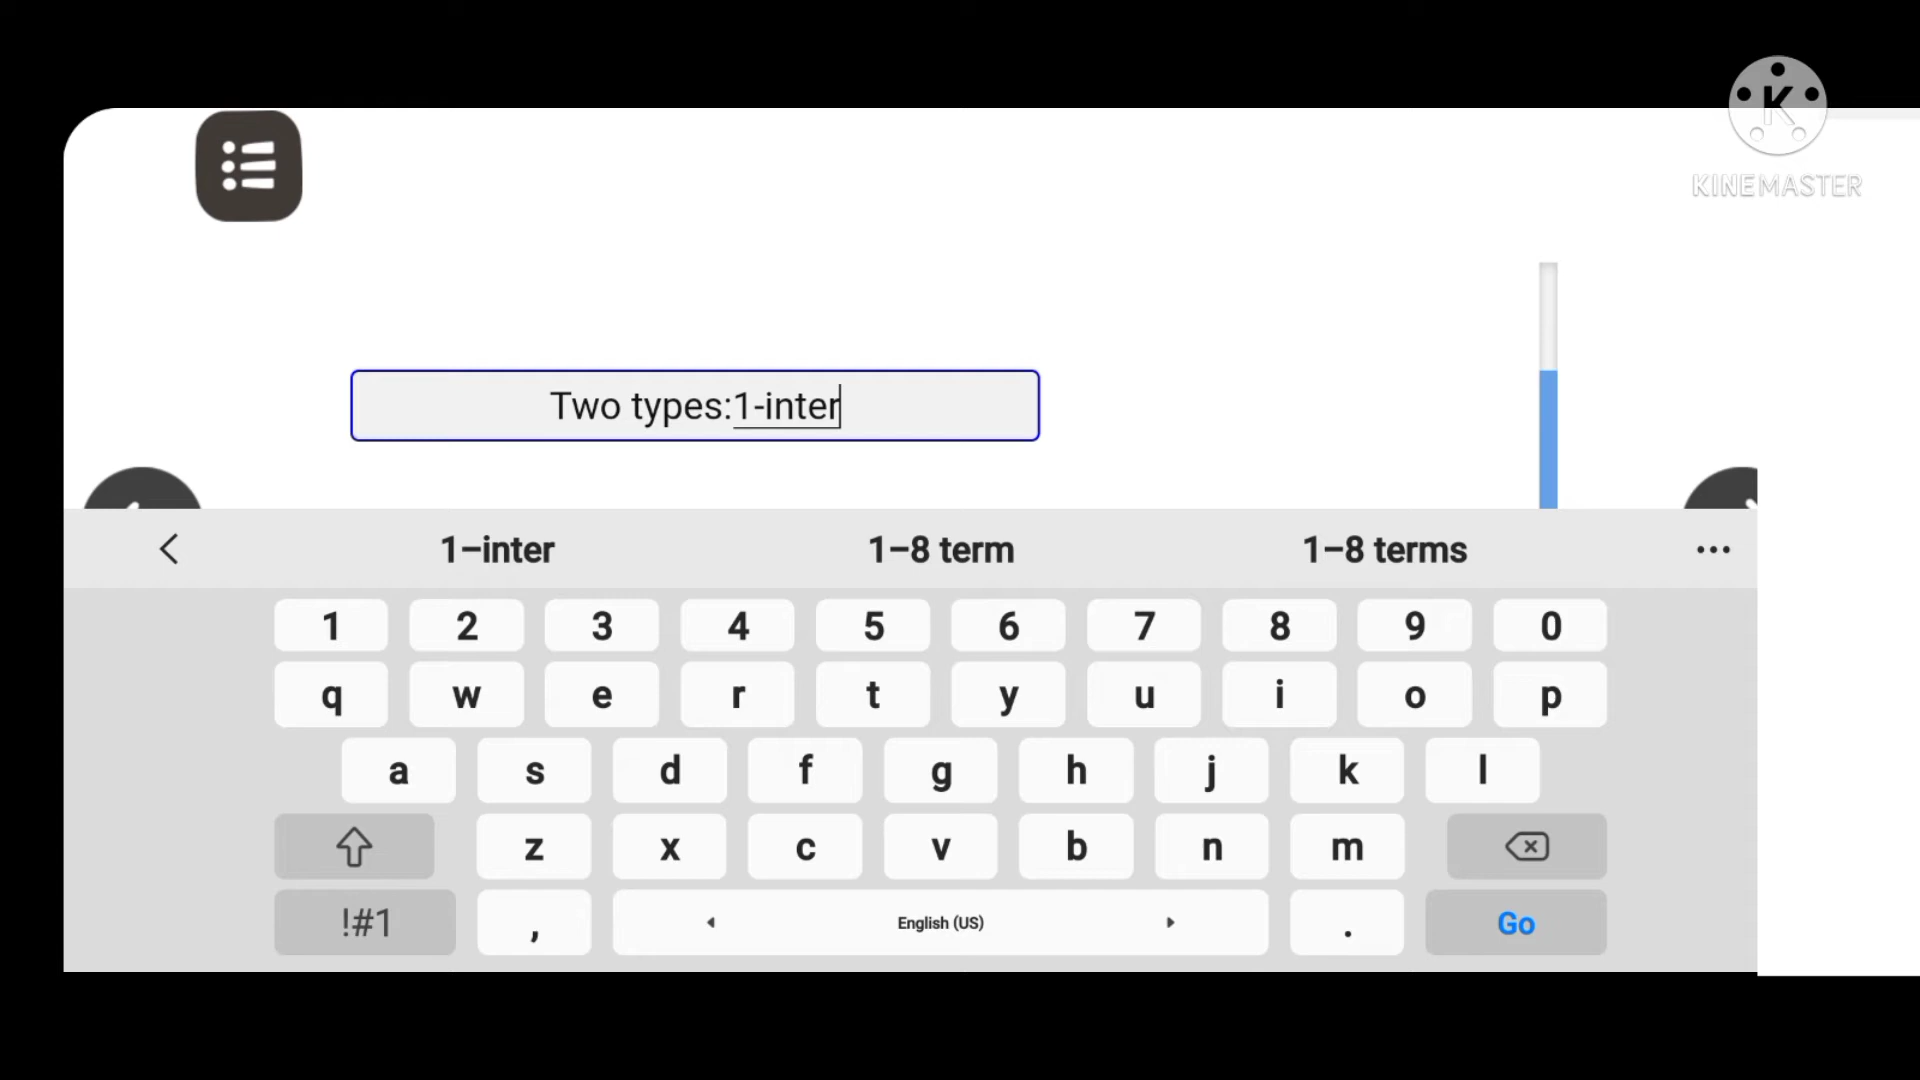 K
KINEMASTER
Two types:1-inter
1-inter 1-8 term 1-8 terms ...
1 2 3 4 5 6 7 8 9 0
q w e r t y u i o p
a s d f g h j k l
z x c v b n m
!#1 , English (US) . Go